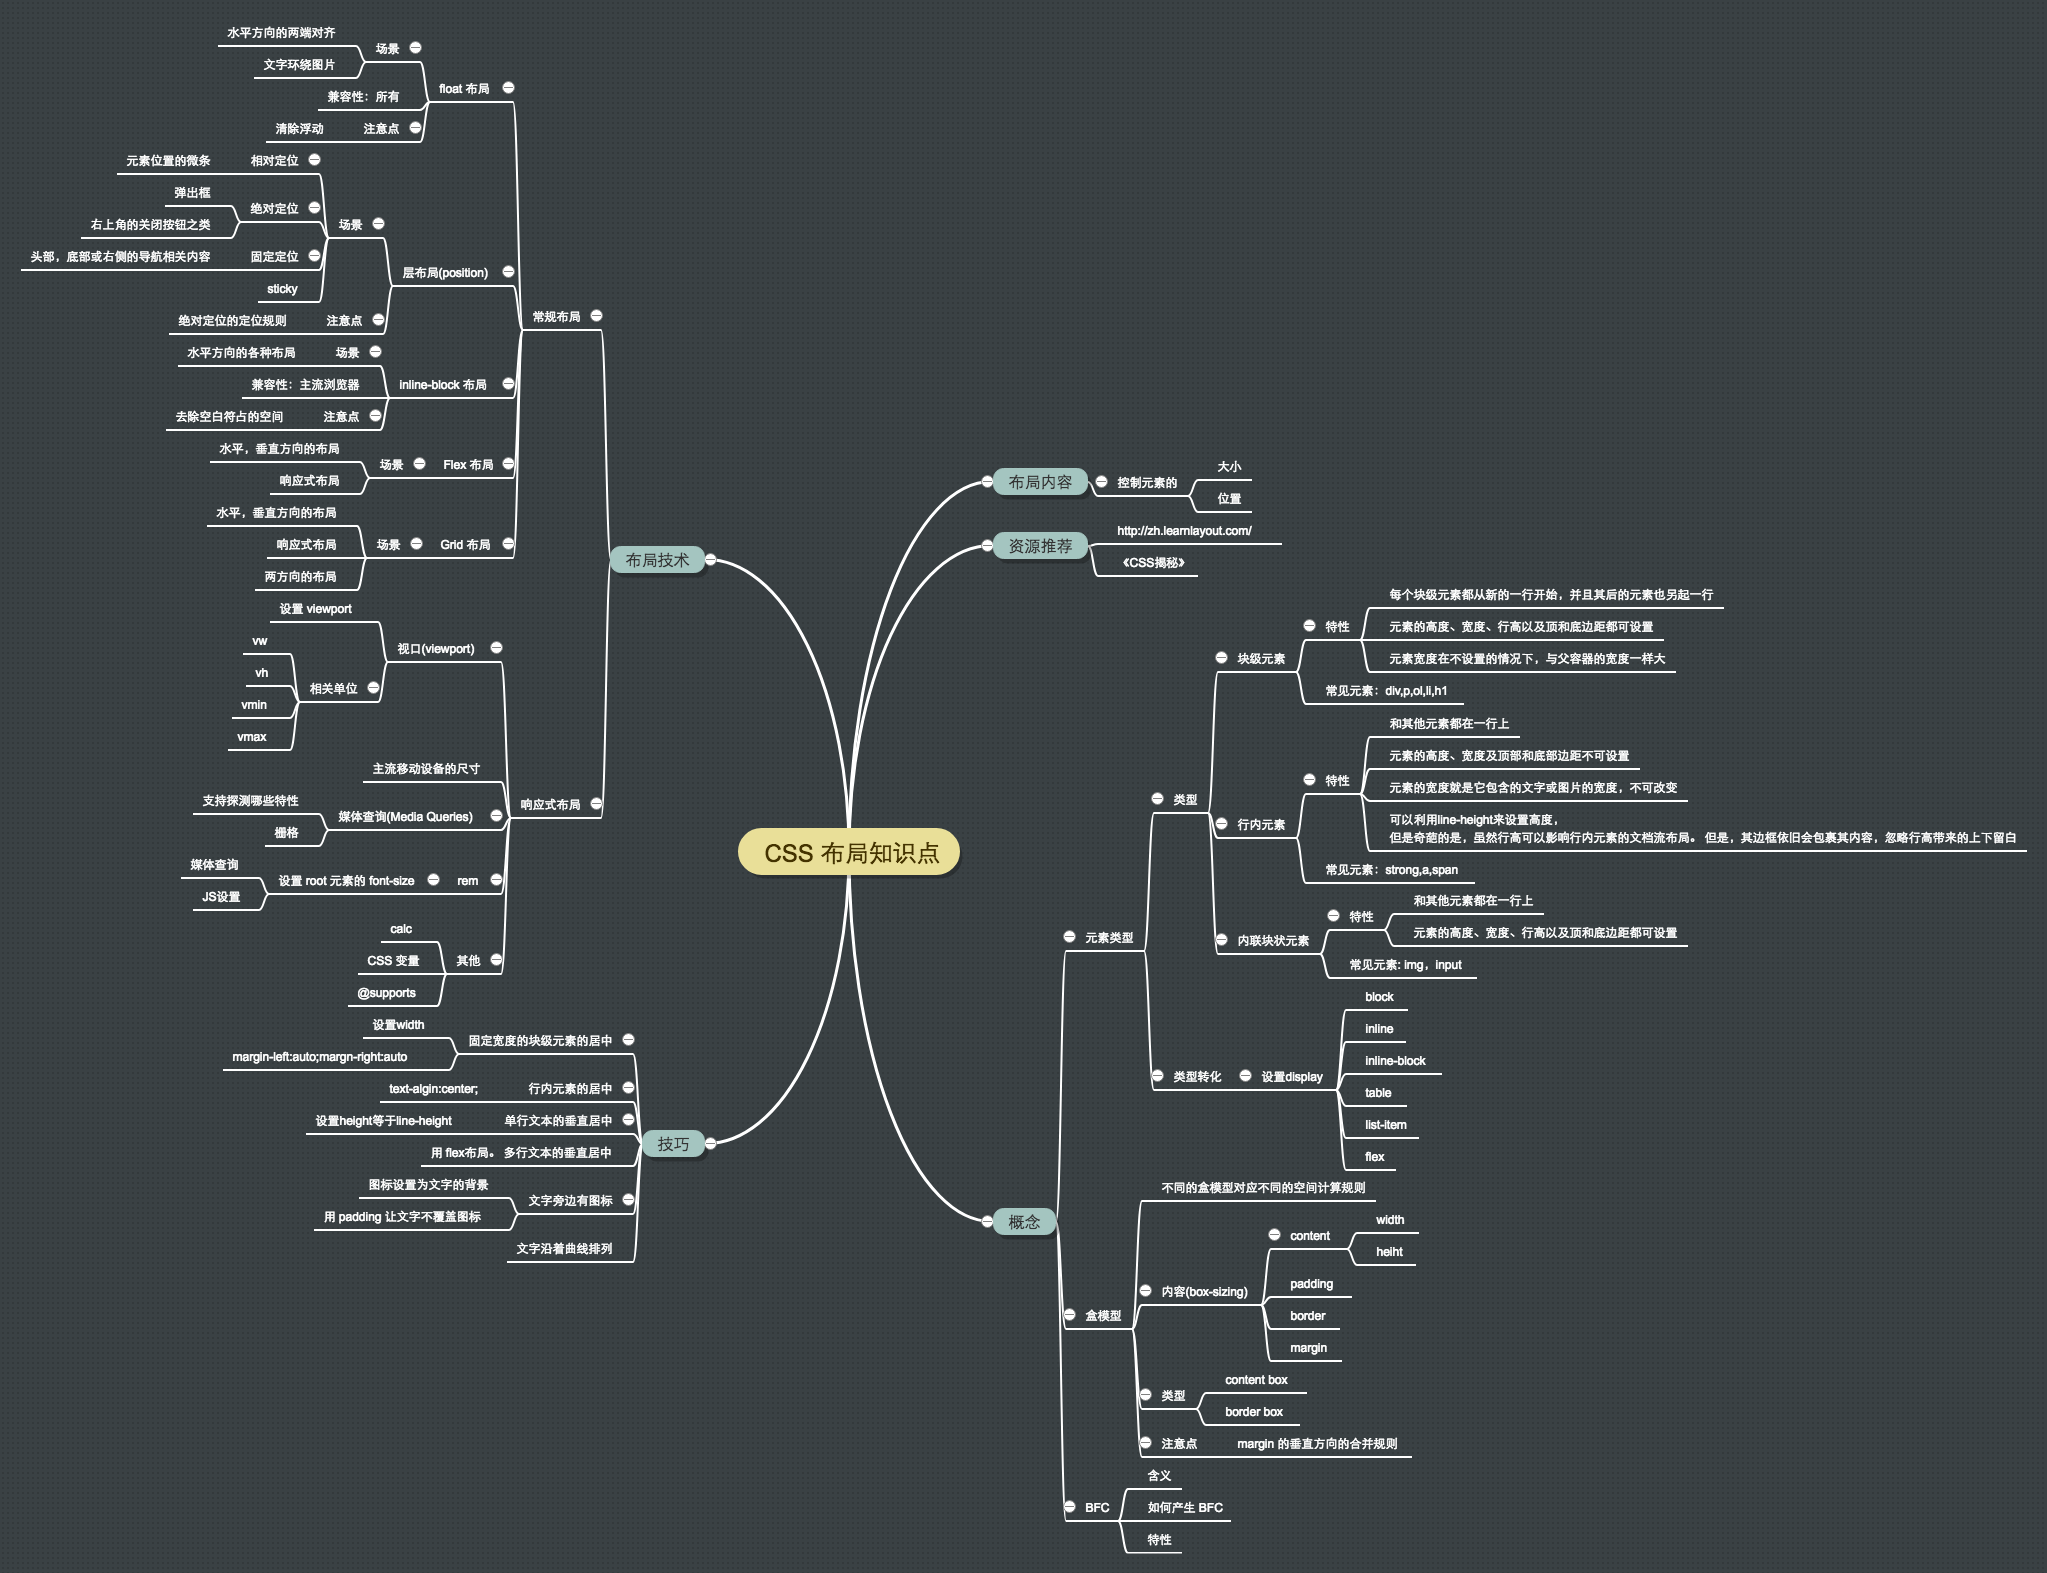 CSS 布局知识点
布局内容
控制元素的
大小
位置
资源推荐
http://zh.learnlayout.com/
《CSS揭秘》
概念
元素类型
类型
块级元素
特性
每个块级元素都从新的一行开始，并且其后的元素也另起一行
元素的高度、宽度、行高以及顶和底边距都可设置
元素宽度在不设置的情况下，与父容器的宽度一样大
常见元素：div,p,ol,li,h1
行内元素
特性
和其他元素都在一行上
元素的高度、宽度及顶部和底部边距不可设置
元素的宽度就是它包含的文字或图片的宽度，不可改变
可以利用line-height来设置高度，
但是奇葩的是，虽然行高可以影响行内元素的文档流布局。 但是，其边框依旧会包裹其内容，忽略行高带来的上下留白
常见元素：strong,a,span
内联块状元素
特性
和其他元素都在一行上
元素的高度、宽度、行高以及顶和底边距都可设置
常见元素: img，input
类型转化
设置display
block
inline
inline-block
table
list-item
flex
盒模型
不同的盒模型对应不同的空间计算规则
内容(box-sizing)
content
width
heiht
padding
border
margin
类型
content box
border box
注意点
margin 的垂直方向的合并规则
BFC
含义
如何产生 BFC
特性
布局技术
常规布局
float 布局
场景
水平方向的两端对齐
文字环绕图片
兼容性：所有
注意点
清除浮动
层布局(position)
场景
相对定位
元素位置的微条
绝对定位
弹出框
右上角的关闭按钮之类
固定定位
头部，底部或右侧的导航相关内容
sticky
注意点
绝对定位的定位规则
inline-block 布局
场景
水平方向的各种布局
兼容性：主流浏览器
注意点
去除空白符占的空间
Flex 布局
场景
水平，垂直方向的布局
响应式布局
Grid 布局
场景
水平，垂直方向的布局
响应式布局
两方向的布局
响应式布局
视口(viewport)
设置 viewport
相关单位
vw
vh
vmin
vmax
主流移动设备的尺寸
媒体查询(Media Queries)
支持探测哪些特性
栅格
rem
设置 root 元素的 font-size
媒体查询
JS设置
其他
calc
CSS 变量
@supports
技巧
固定宽度的块级元素的居中
设置width
margin-left:auto;margn-right:auto
行内元素的居中
text-algin:center;
单行文本的垂直居中
设置height等于line-height
用 flex布局。 多行文本的垂直居中
文字旁边有图标
图标设置为文字的背景
用 padding 让文字不覆盖图标
文字沿着曲线排列